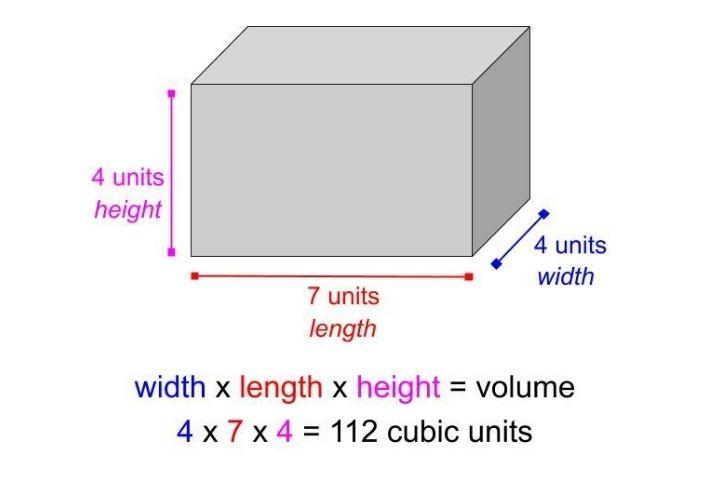 4 units
height
7 units
length
4 units
width
width x length x height = volume
4 x 7 x 4 = 112 cubic units